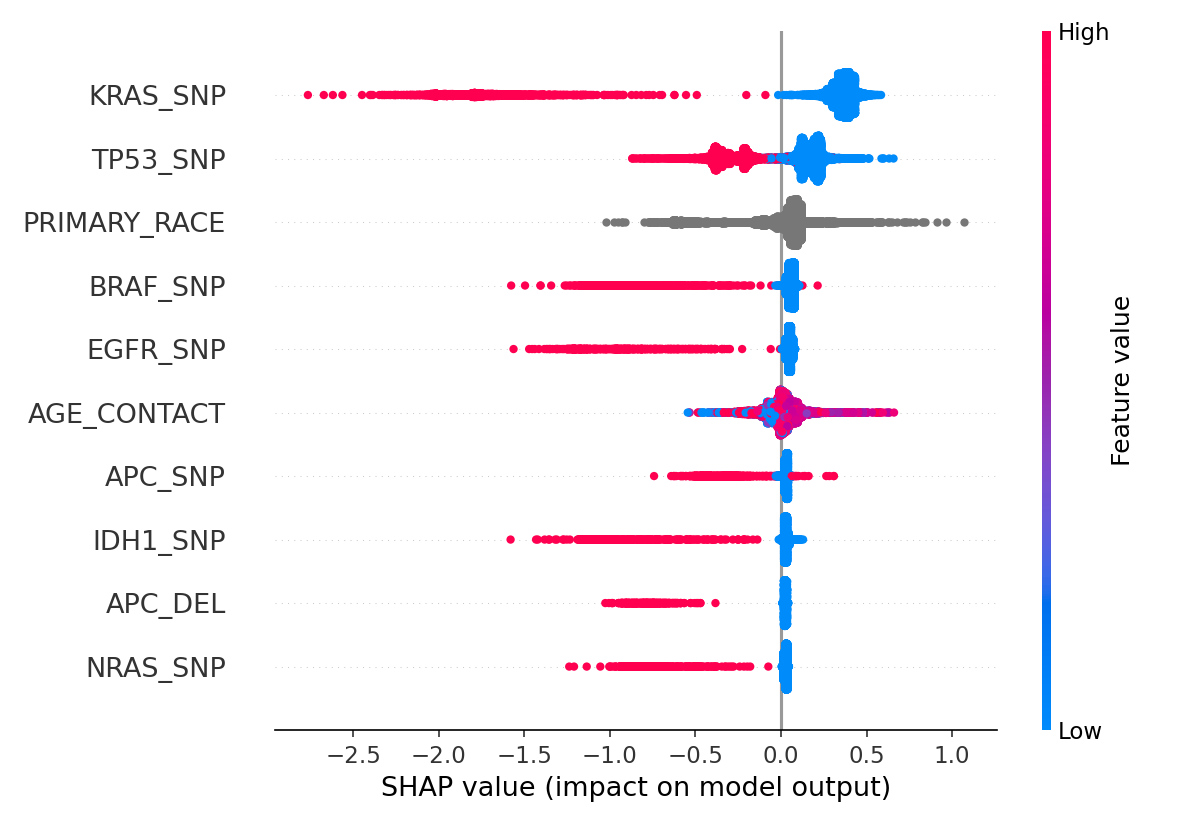 High
KRAS_SNP
TP53_SNP
PRIMARY_RACE
BRAF_SNP
EGFR_SNP
AGE_CONTACT
APC_SNP
IDH1_SNP
APC_DEL
NRAS_SNP
Feature value
Low
−2.5 −2.0 −1.5 −1.0 −0.5 0.0 0.5 1.0
SHAP value (impact on model output)